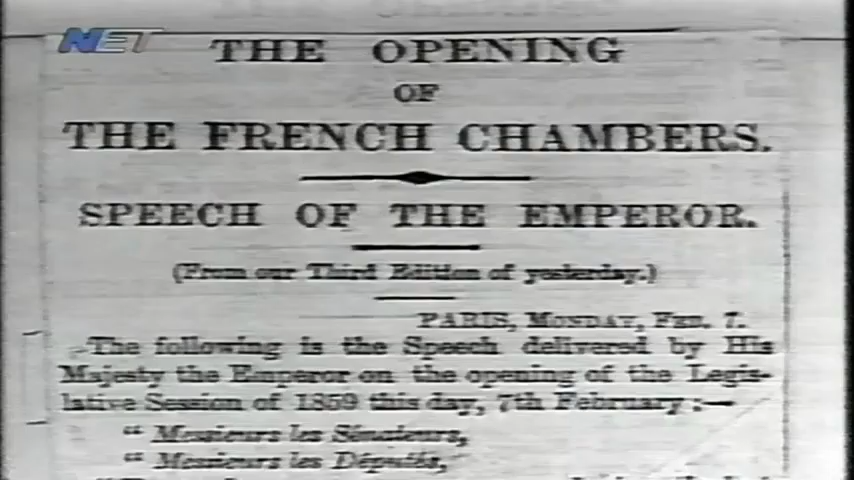 NET
THE OPENING
OF
THE FRENCH CHAMBERS.
SPEECH OF THE EMPEROR.
(From our Third Edition of yesterday.)
PARIS, MONDAY, FEB. 7.
The following is the Speech delivered by His
Majesty the Emperor on the opening of the Legis-
lative Session of 1859 this day, 7th February:—
“ Messieurs les Sénateurs,
“ Messieurs les Députés,